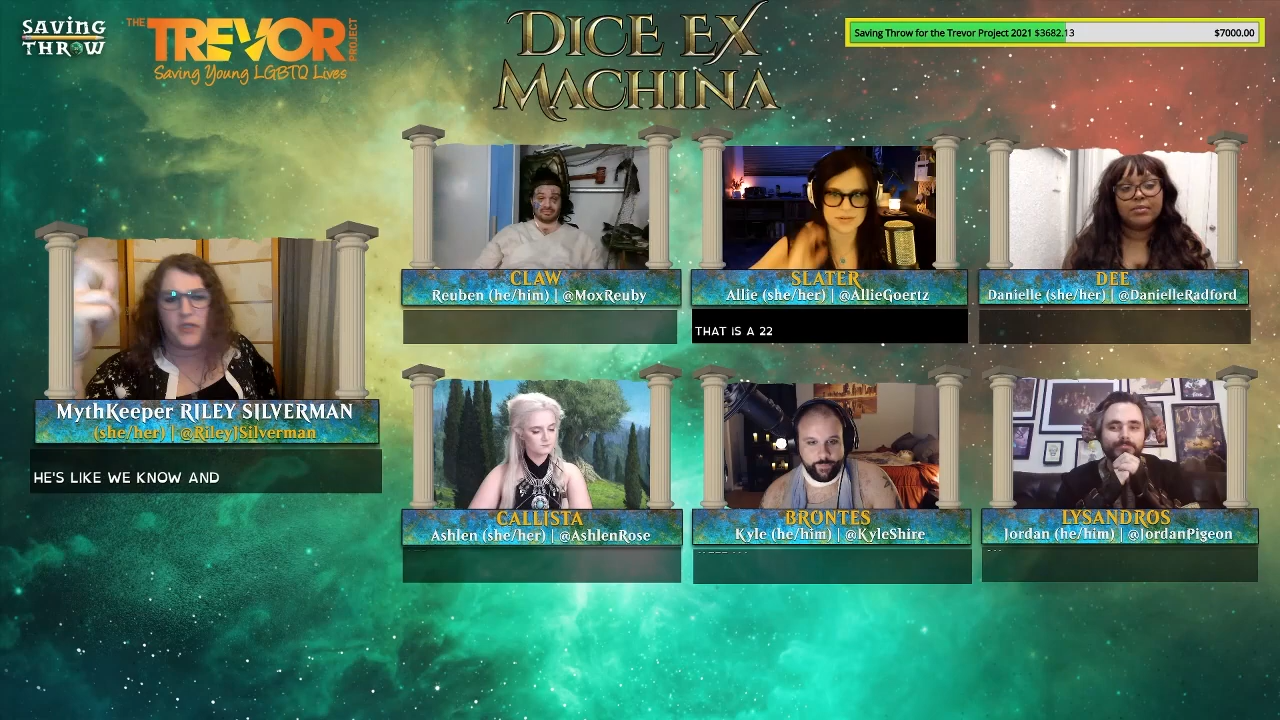 SAVING
THROW
THE TREVOR PROJECT
Saving Young LGBTQ Lives
DICE EX
MACHINA
Saving Throw for the Trevor Project 2021 $3682.13
$7000.00
CLAW
Reuben (he/him) | @MoxReuby
SLATER
Allie (she/her) | @AllieGoertz
THAT IS A 22
DEE
Danielle (she/her) | @DanielleRadford
MythKeeper RILEY SILVERMAN
(she/her) | @RileyJSilverman
HE'S LIKE WE KNOW AND
CALLISTA
Ashlen (she/her) | @AshlenRose
BRONTES
Kyle (he/him) | @KyleShire
LYSANDROS
Jordan (he/him) | @JordanPigeon